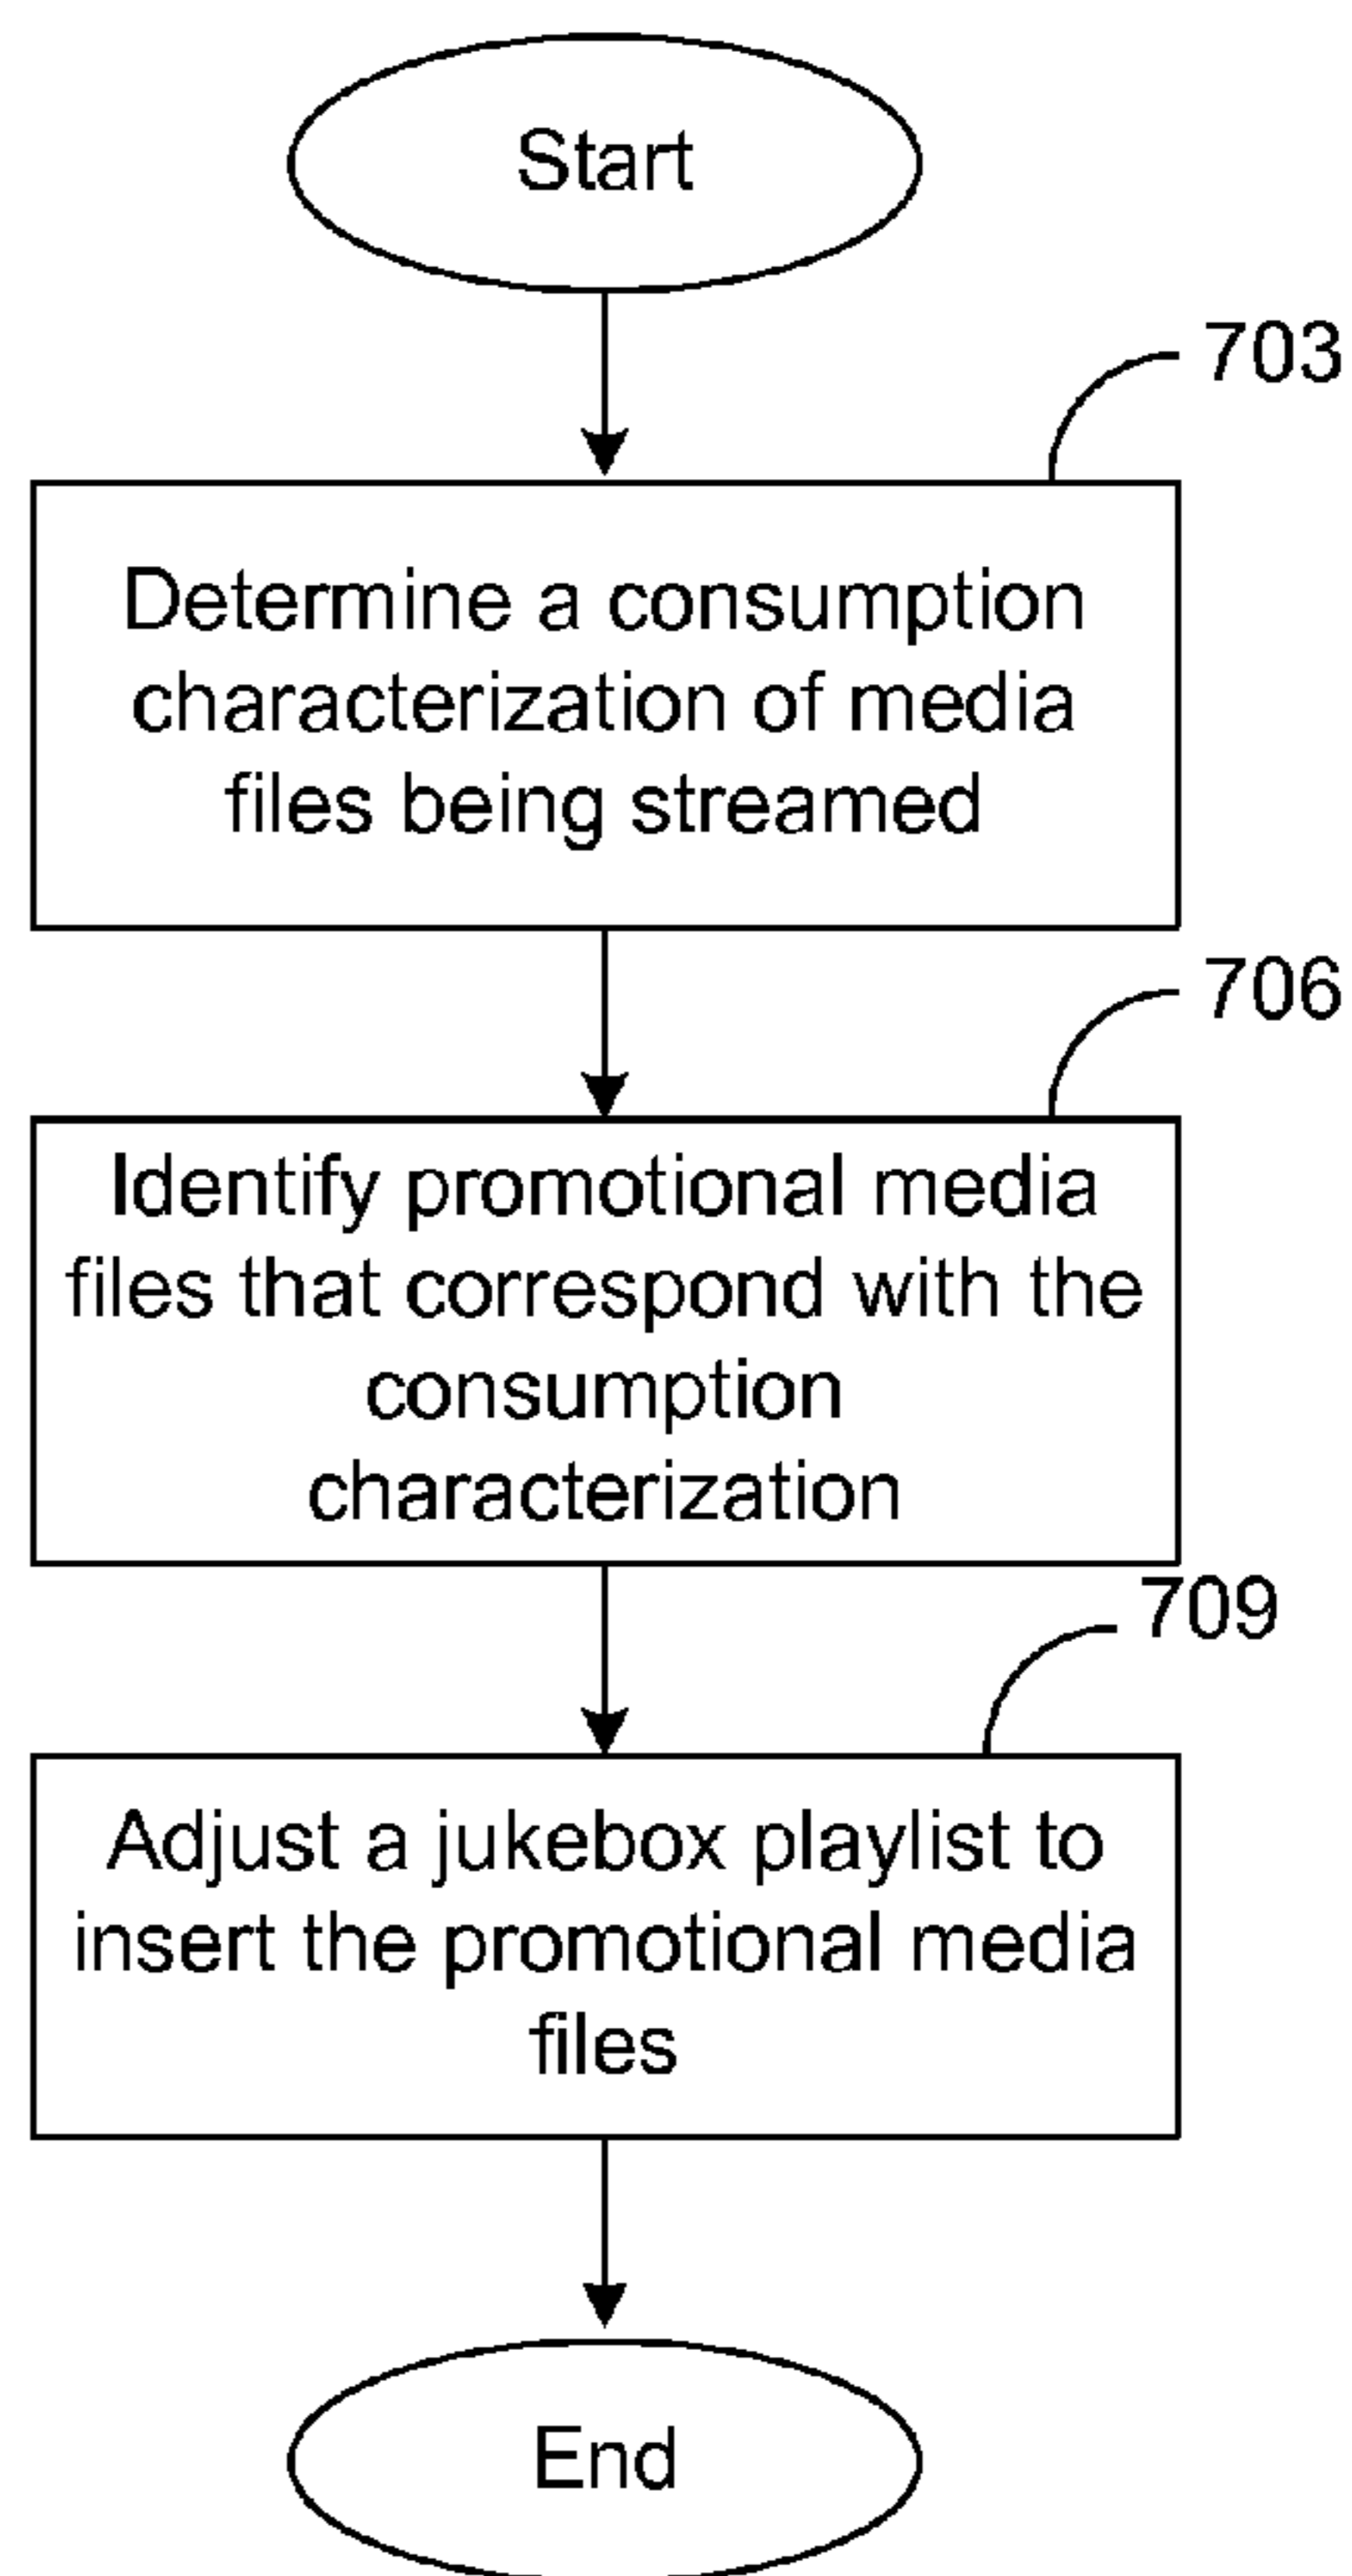 Start
703
Determine a consumption
characterization of media
files being streamed
706
Identify promotional media
files that correspond with the
consumption
characterization
709
Adjust a jukebox playlist to
insert the promotional media
files
End